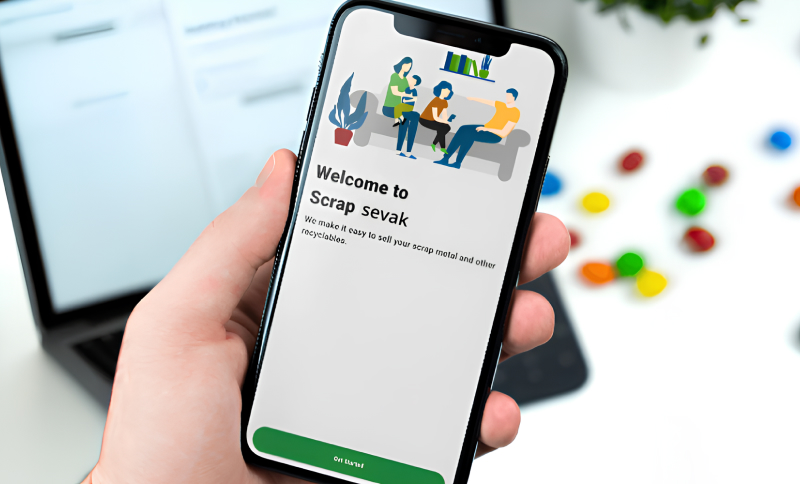 Welcome to
Scrap sevak
We make it easy to sell your scrap metal and other
recyclables.
Get Started